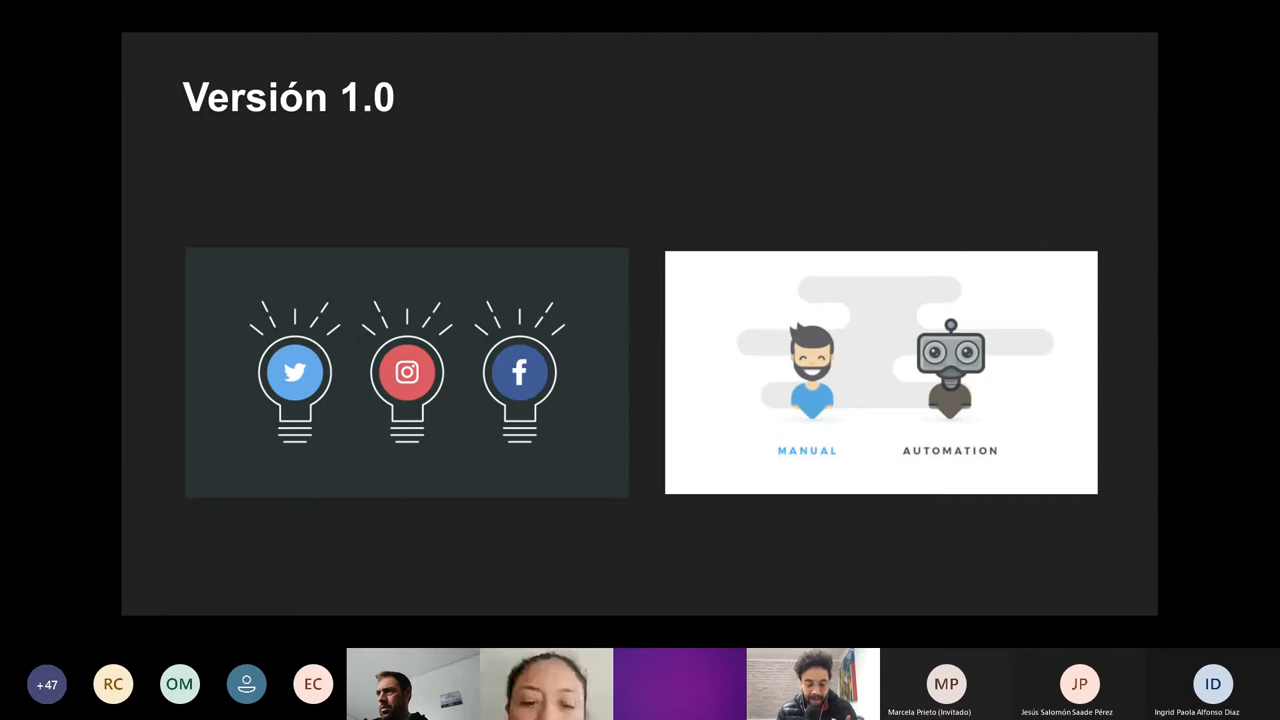 Versión 1.0
MANUAL
AUTOMATION
+47
RC
OM
EC
MP
JP
ID
Marcela Prieto (Invitado)
Jesús Salomón Saade Pérez
Ingrid Paola Alfonso Diaz